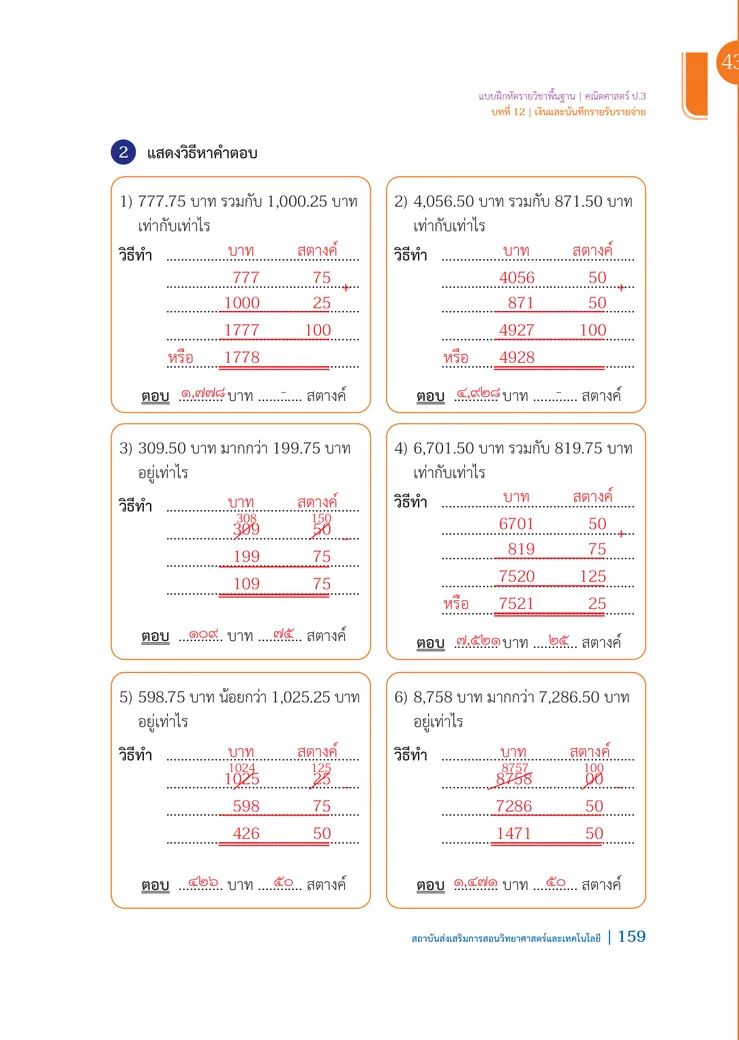 43
แบบฝึกหัดรายวิชาพื้นฐาน | คณิตศาสตร์ ป.3
บทที่ 12 | เงินและบันทึกรายรับรายจ่าย
2 แสดงวิธีหาคำตอบ
1) 777.75 บาท รวมกับ 1,000.25 บาท
เท่ากับเท่าไร
วิธีทำ บาท สตางค์
777 75
+
1000 25
1777 100
หรือ 1778
ตอบ ๑,๗๗๘ บาท - สตางค์
2) 4,056.50 บาท รวมกับ 871.50 บาท
เท่ากับเท่าไร
วิธีทำ บาท สตางค์
4056 50
+
871 50
4927 100
หรือ 4928
ตอบ ๔,๙๒๘ บาท - สตางค์
3) 309.50 บาท มากกว่า 199.75 บาท
อยู่เท่าไร
วิธีทำ บาท สตางค์
308 150
309 50
-
199 75
109 75
ตอบ ๑๐๙ บาท ๗๕ สตางค์
4) 6,701.50 บาท รวมกับ 819.75 บาท
เท่ากับเท่าไร
วิธีทำ บาท สตางค์
6701 50
+
819 75
7520 125
หรือ 7521 25
ตอบ ๗,๕๒๑ บาท ๒๕ สตางค์
5) 598.75 บาท น้อยกว่า 1,025.25 บาท
อยู่เท่าไร
วิธีทำ บาท สตางค์
1024 125
1025 25
-
598 75
426 50
ตอบ ๔๒๖ บาท ๕๐ สตางค์
6) 8,758 บาท มากกว่า 7,286.50 บาท
อยู่เท่าไร
วิธีทำ บาท สตางค์
8757 100
8758 00
-
7286 50
1471 50
ตอบ ๑,๔๗๑ บาท ๕๐ สตางค์
สถาบันส่งเสริมการสอนวิทยาศาสตร์และเทคโนโลยี | 159